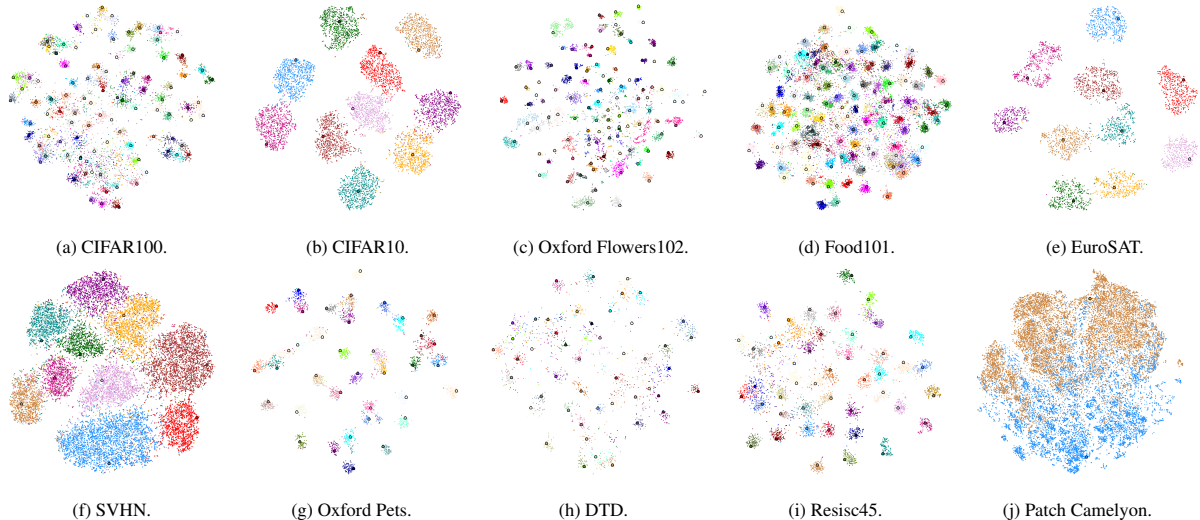 (a) CIFAR100.
(b) CIFAR10.
(c) Oxford Flowers102.
(d) Food101.
(e) EuroSAT.
(f) SVHN.
(g) Oxford Pets.
(h) DTD.
(i) Resisc45.
(j) Patch Camelyon.